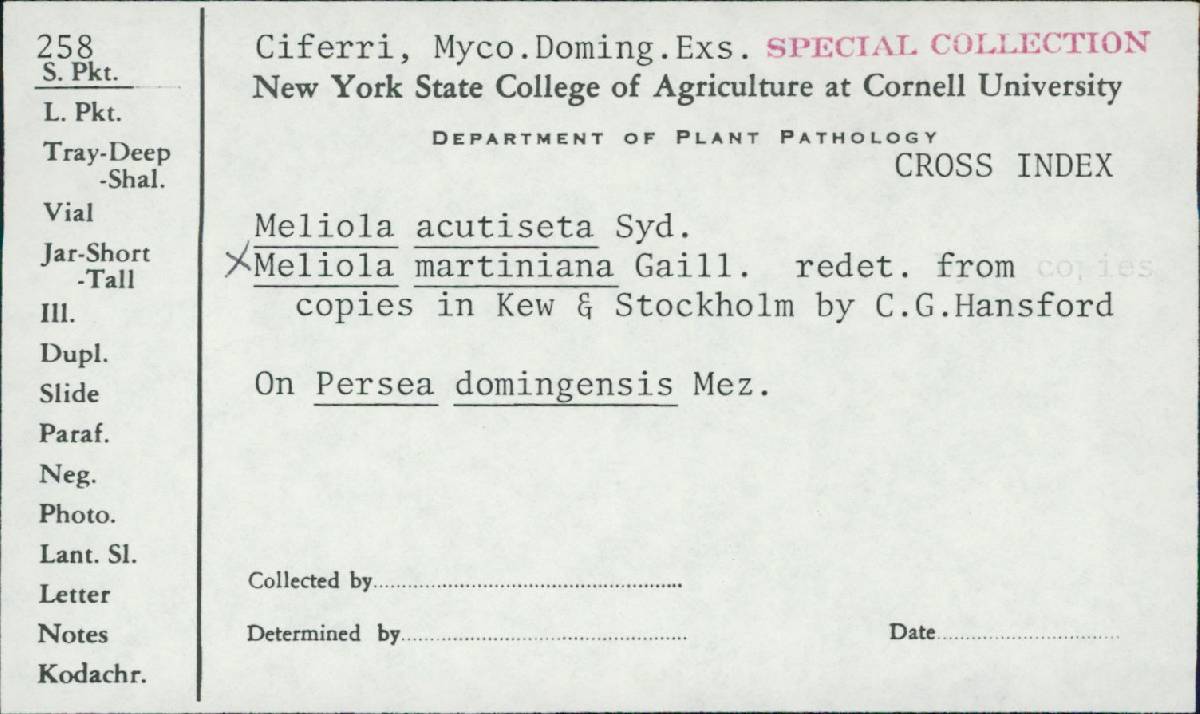 258
S. Pkt.
L. Pkt.
Tray-Deep
-Shal.
Vial
Jar-Short
-Tall
Ill.
Dupl.
Slide
Paraf.
Neg.
Photo.
Lant. Sl.
Letter
Notes
Kodachr.
Ciferri, Myco.Doming.Exs. SPECIAL COLLECTION
New York State College of Agriculture at Cornell University
DEPARTMENT OF PLANT PATHOLOGY
CROSS INDEX
Meliola acutiseta Syd.
XMeliola martiniana Gaill. redet. from copies
copies in Kew & Stockholm by C.G.Hansford
On Persea domingensis Mez.
Collected by
Determined by
Date